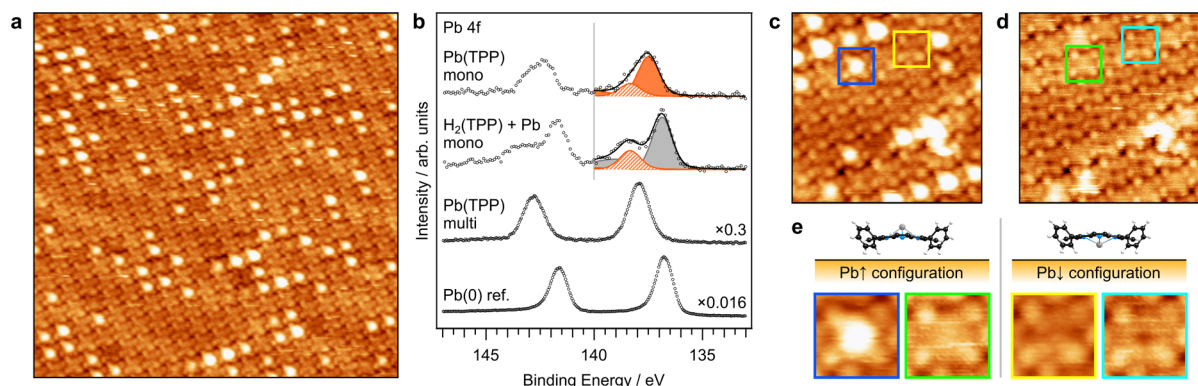 a
b
Pb 4f
Pb(TPP)
mono
H₂(TPP) + Pb
mono
Pb(TPP)
multi
×0.3
Pb(0) ref.
×0.016
Intensity / arb. units
145
140
135
Binding Energy / eV
c
d
e
Pb↑ configuration
Pb↓ configuration